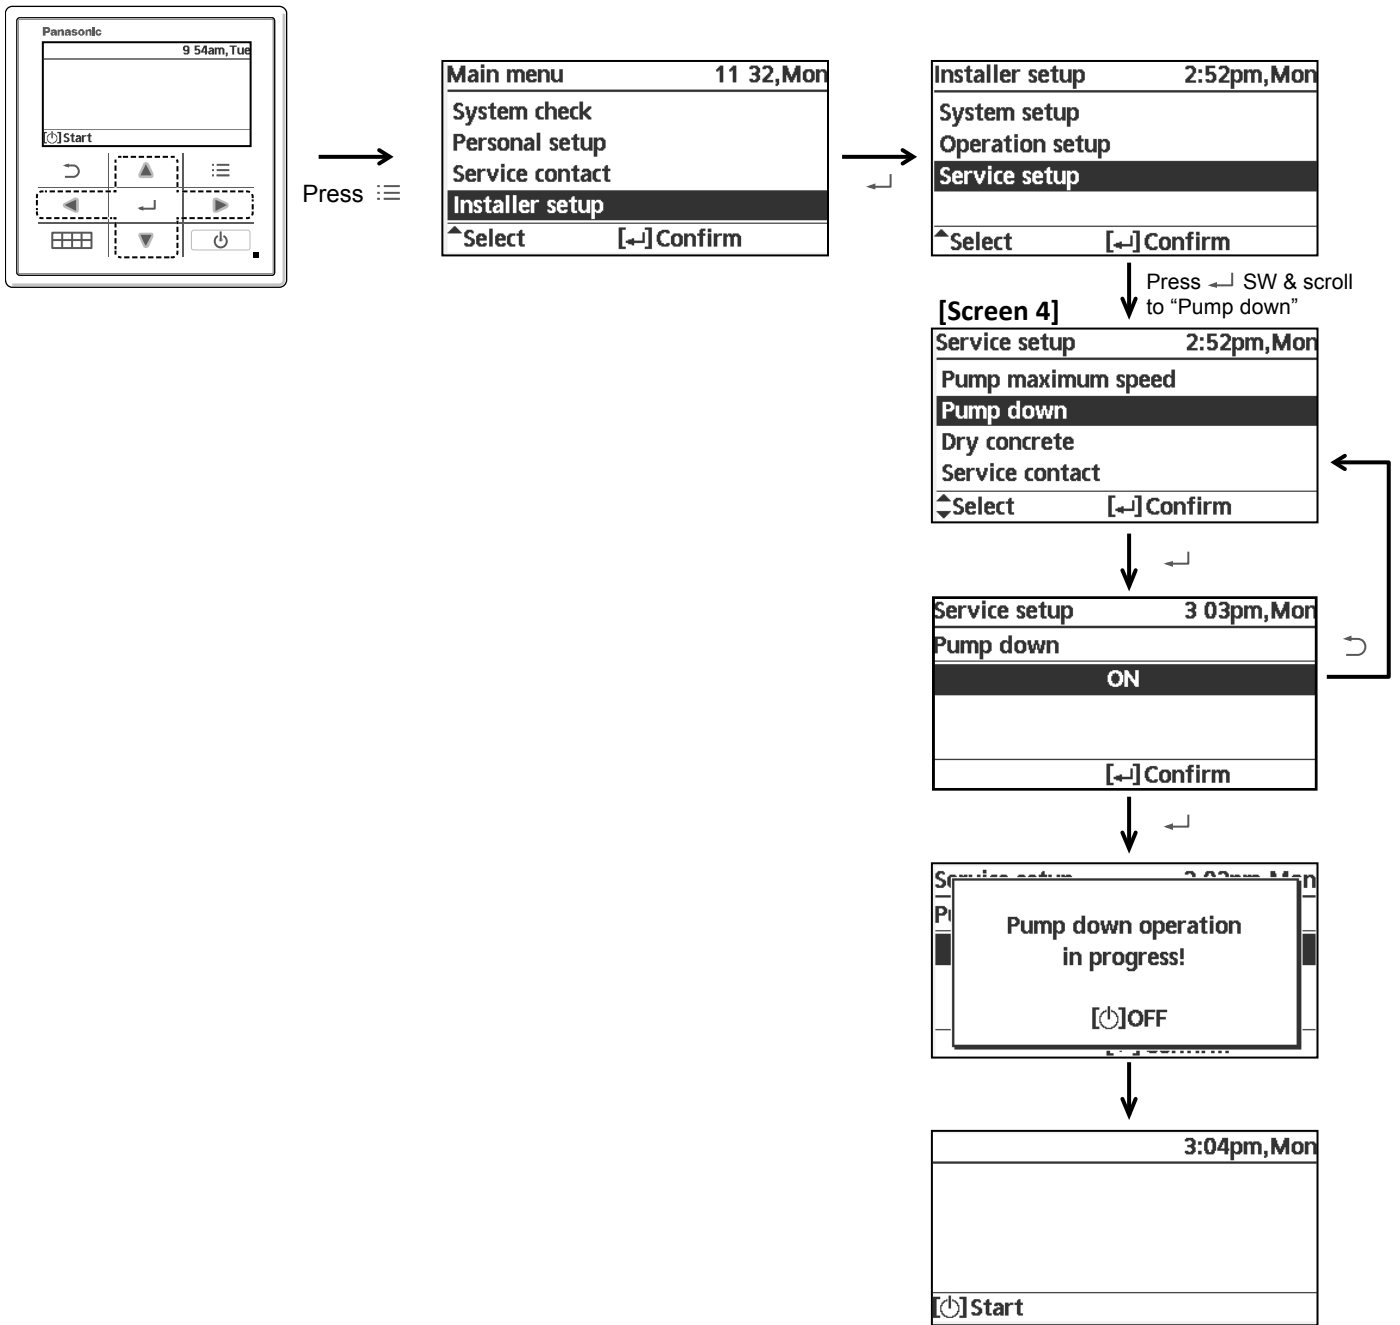 Panasonic
9 54am,Tue
[⏻]Start
Press
Main menu 11 32,Mon
System check
Personal setup
Service contact
Installer setup
Select [↵]Confirm
Installer setup 2:52pm,Mon
System setup
Operation setup
Service setup
Select [↵]Confirm
Press ↵ SW & scroll
to “Pump down”
[Screen 4]
Service setup 2:52pm,Mon
Pump maximum speed
Pump down
Dry concrete
Service contact
Select [↵]Confirm
Service setup 3 03pm,Mon
Pump down
ON
[↵]Confirm
Pump down operation
in progress!
[⏻]OFF
3:04pm,Mon
[⏻]Start